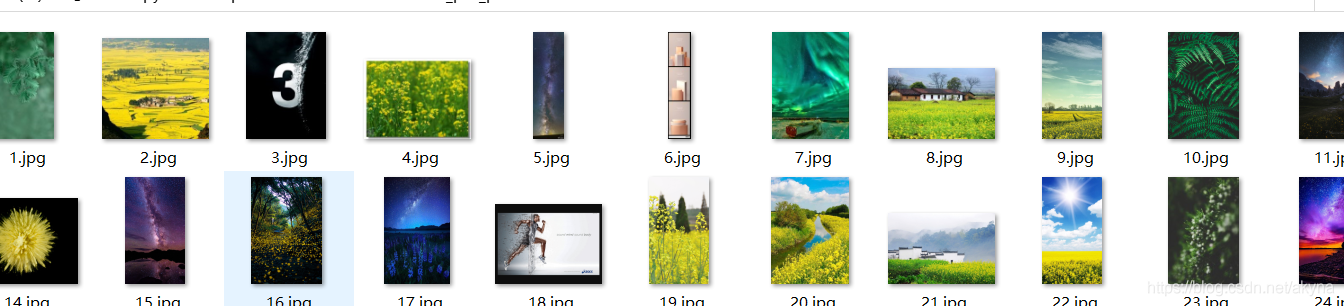 1.jpg 2.jpg 3.jpg 4.jpg 5.jpg 6.jpg 7.jpg 8.jpg 9.jpg 10.jpg 11.j
3
14.jpg 15.jpg 16.jpg 17.jpg 18.jpg 19.jpg 20.jpg 21.jpg 22.jpg 23.jpg 24.j
https://blog.csdn.net/akyna